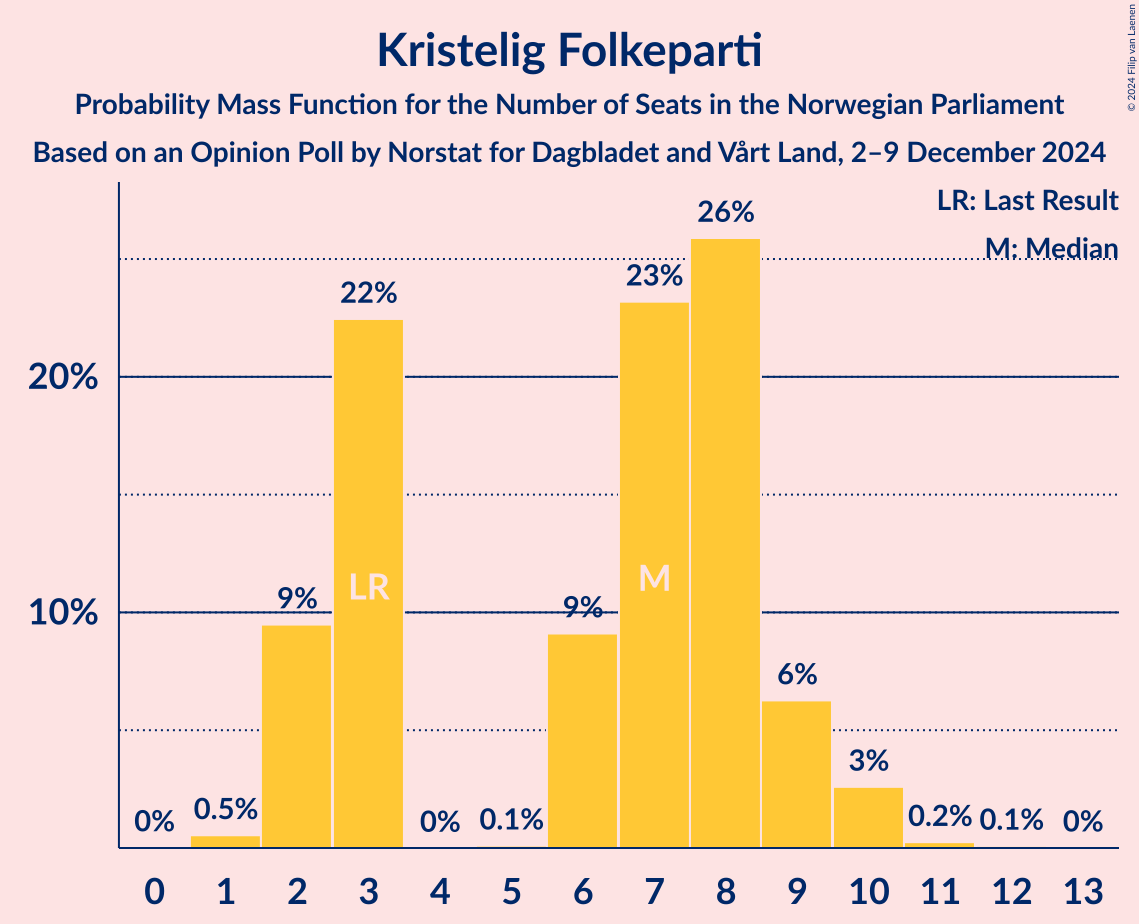 Kristelig Folkeparti
Probability Mass Function for the Number of Seats in the Norwegian Parliament
Based on an Opinion Poll by Norstat for Dagbladet and Vårt Land, 2–9 December 2024
© 2024 Filip van Laenen
LR: Last Result
M: Median
26%
23%
22%
20%
LR
M
10%
9%
9%
6%
3%
0%
0.5%
0%
0.1%
0.2%
0.1%
0%
0 1 2 3 4 5 6 7 8 9 10 11 12 13